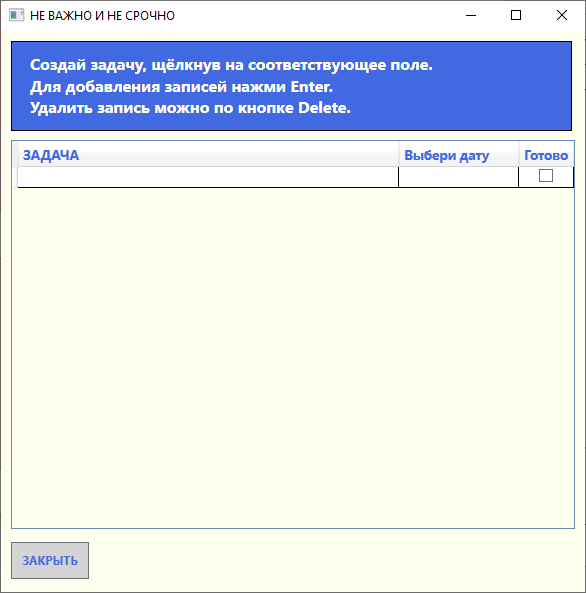 НЕ ВАЖНО И НЕ СРОЧНО
Создай задачу, щёлкнув на соответствующее поле.
Для добавления записей нажми Enter.
Удалить запись можно по кнопке Delete.
ЗАДАЧА Выбери дату Готово
ЗАКРЫТЬ